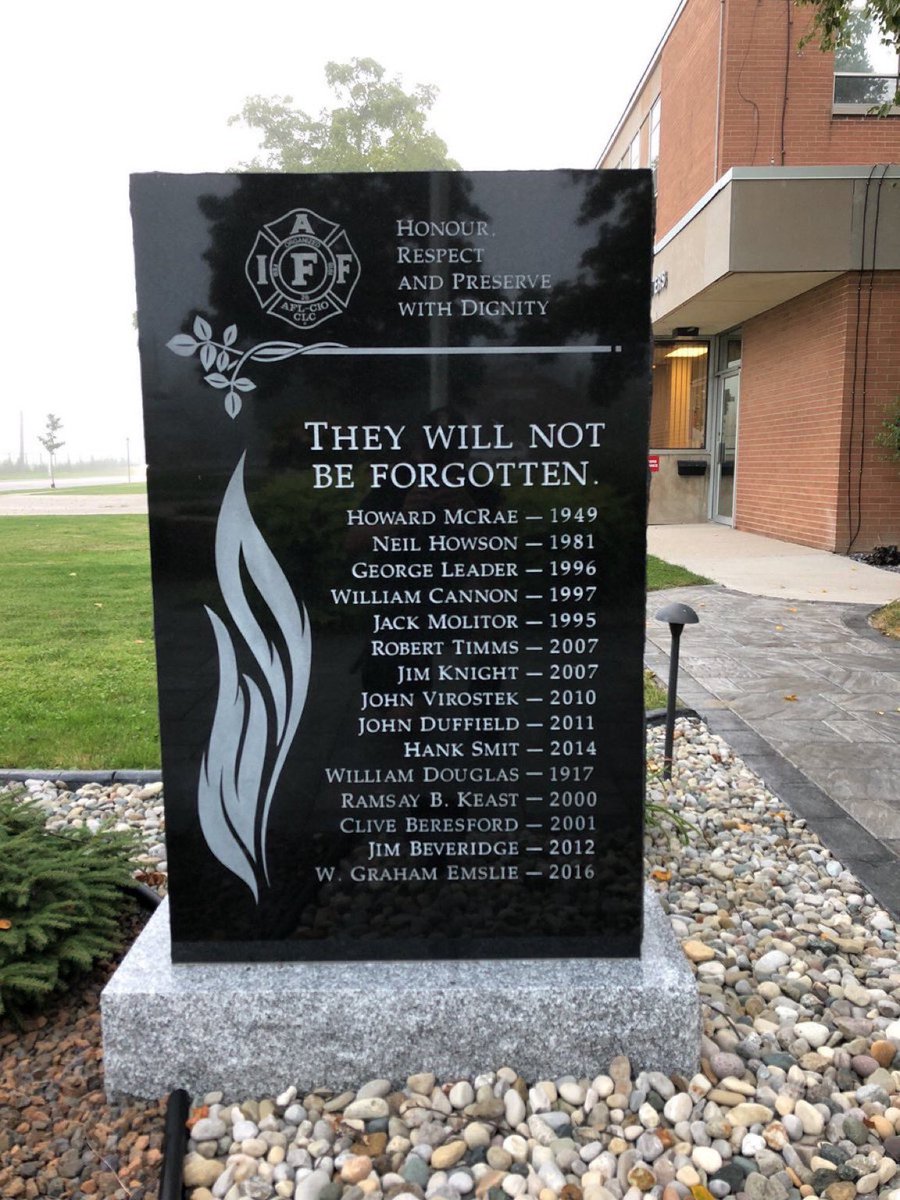 A
ORGANIZED
I F F
AFL-CIO
CLC
HONOUR,
RESPECT
AND PRESERVE
WITH DIGNITY
THEY WILL NOT
BE FORGOTTEN.
HOWARD MCRAE — 1949
NEIL HOWSON — 1981
GEORGE LEADER — 1996
WILLIAM CANNON — 1997
JACK MOLITOR — 1995
ROBERT TIMMS — 2007
JIM KNIGHT — 2007
JOHN VIROSTEK — 2010
JOHN DUFFIELD — 2011
HANK SMIT — 2014
WILLIAM DOUGLAS — 1917
RAMSAY B. KEAST — 2000
CLIVE BERESFORD — 2001
JIM BEVERIDGE — 2012
W. GRAHAM EMSLIE — 2016